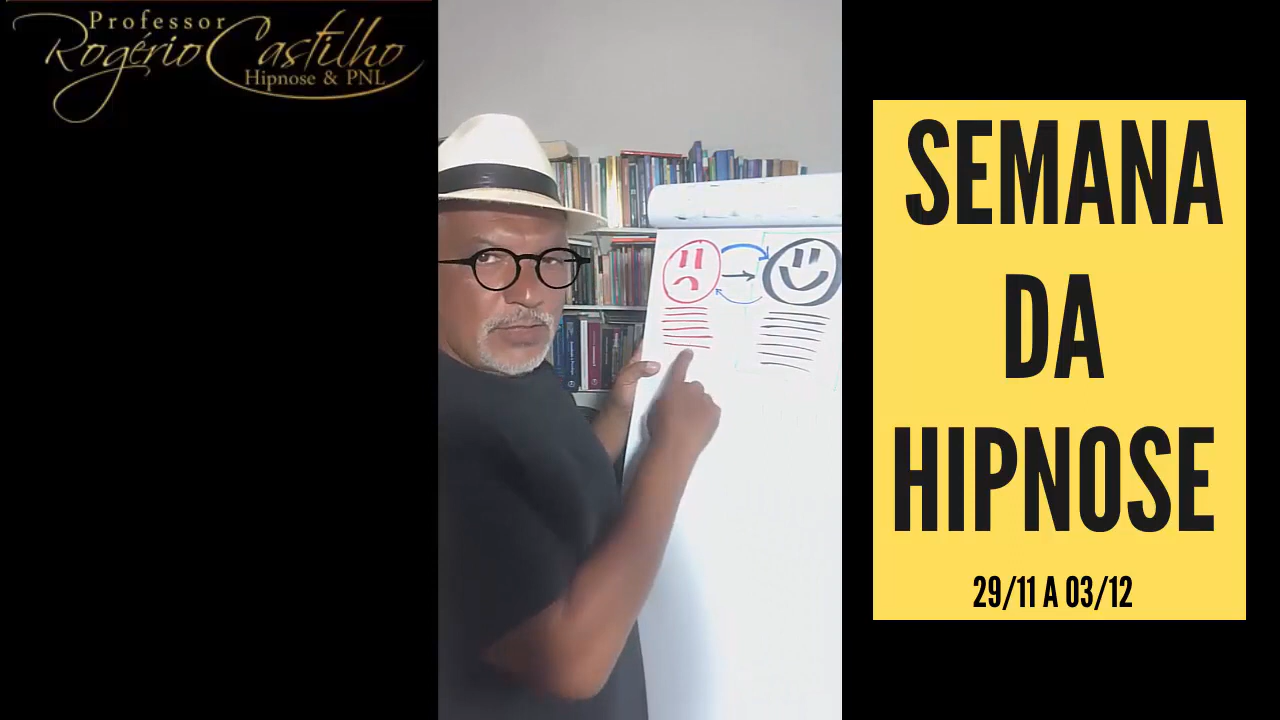 Professor
Rogério Castilho
Hipnose & PNL
SEMANA
DA
HIPNOSE
29/11 A 03/12